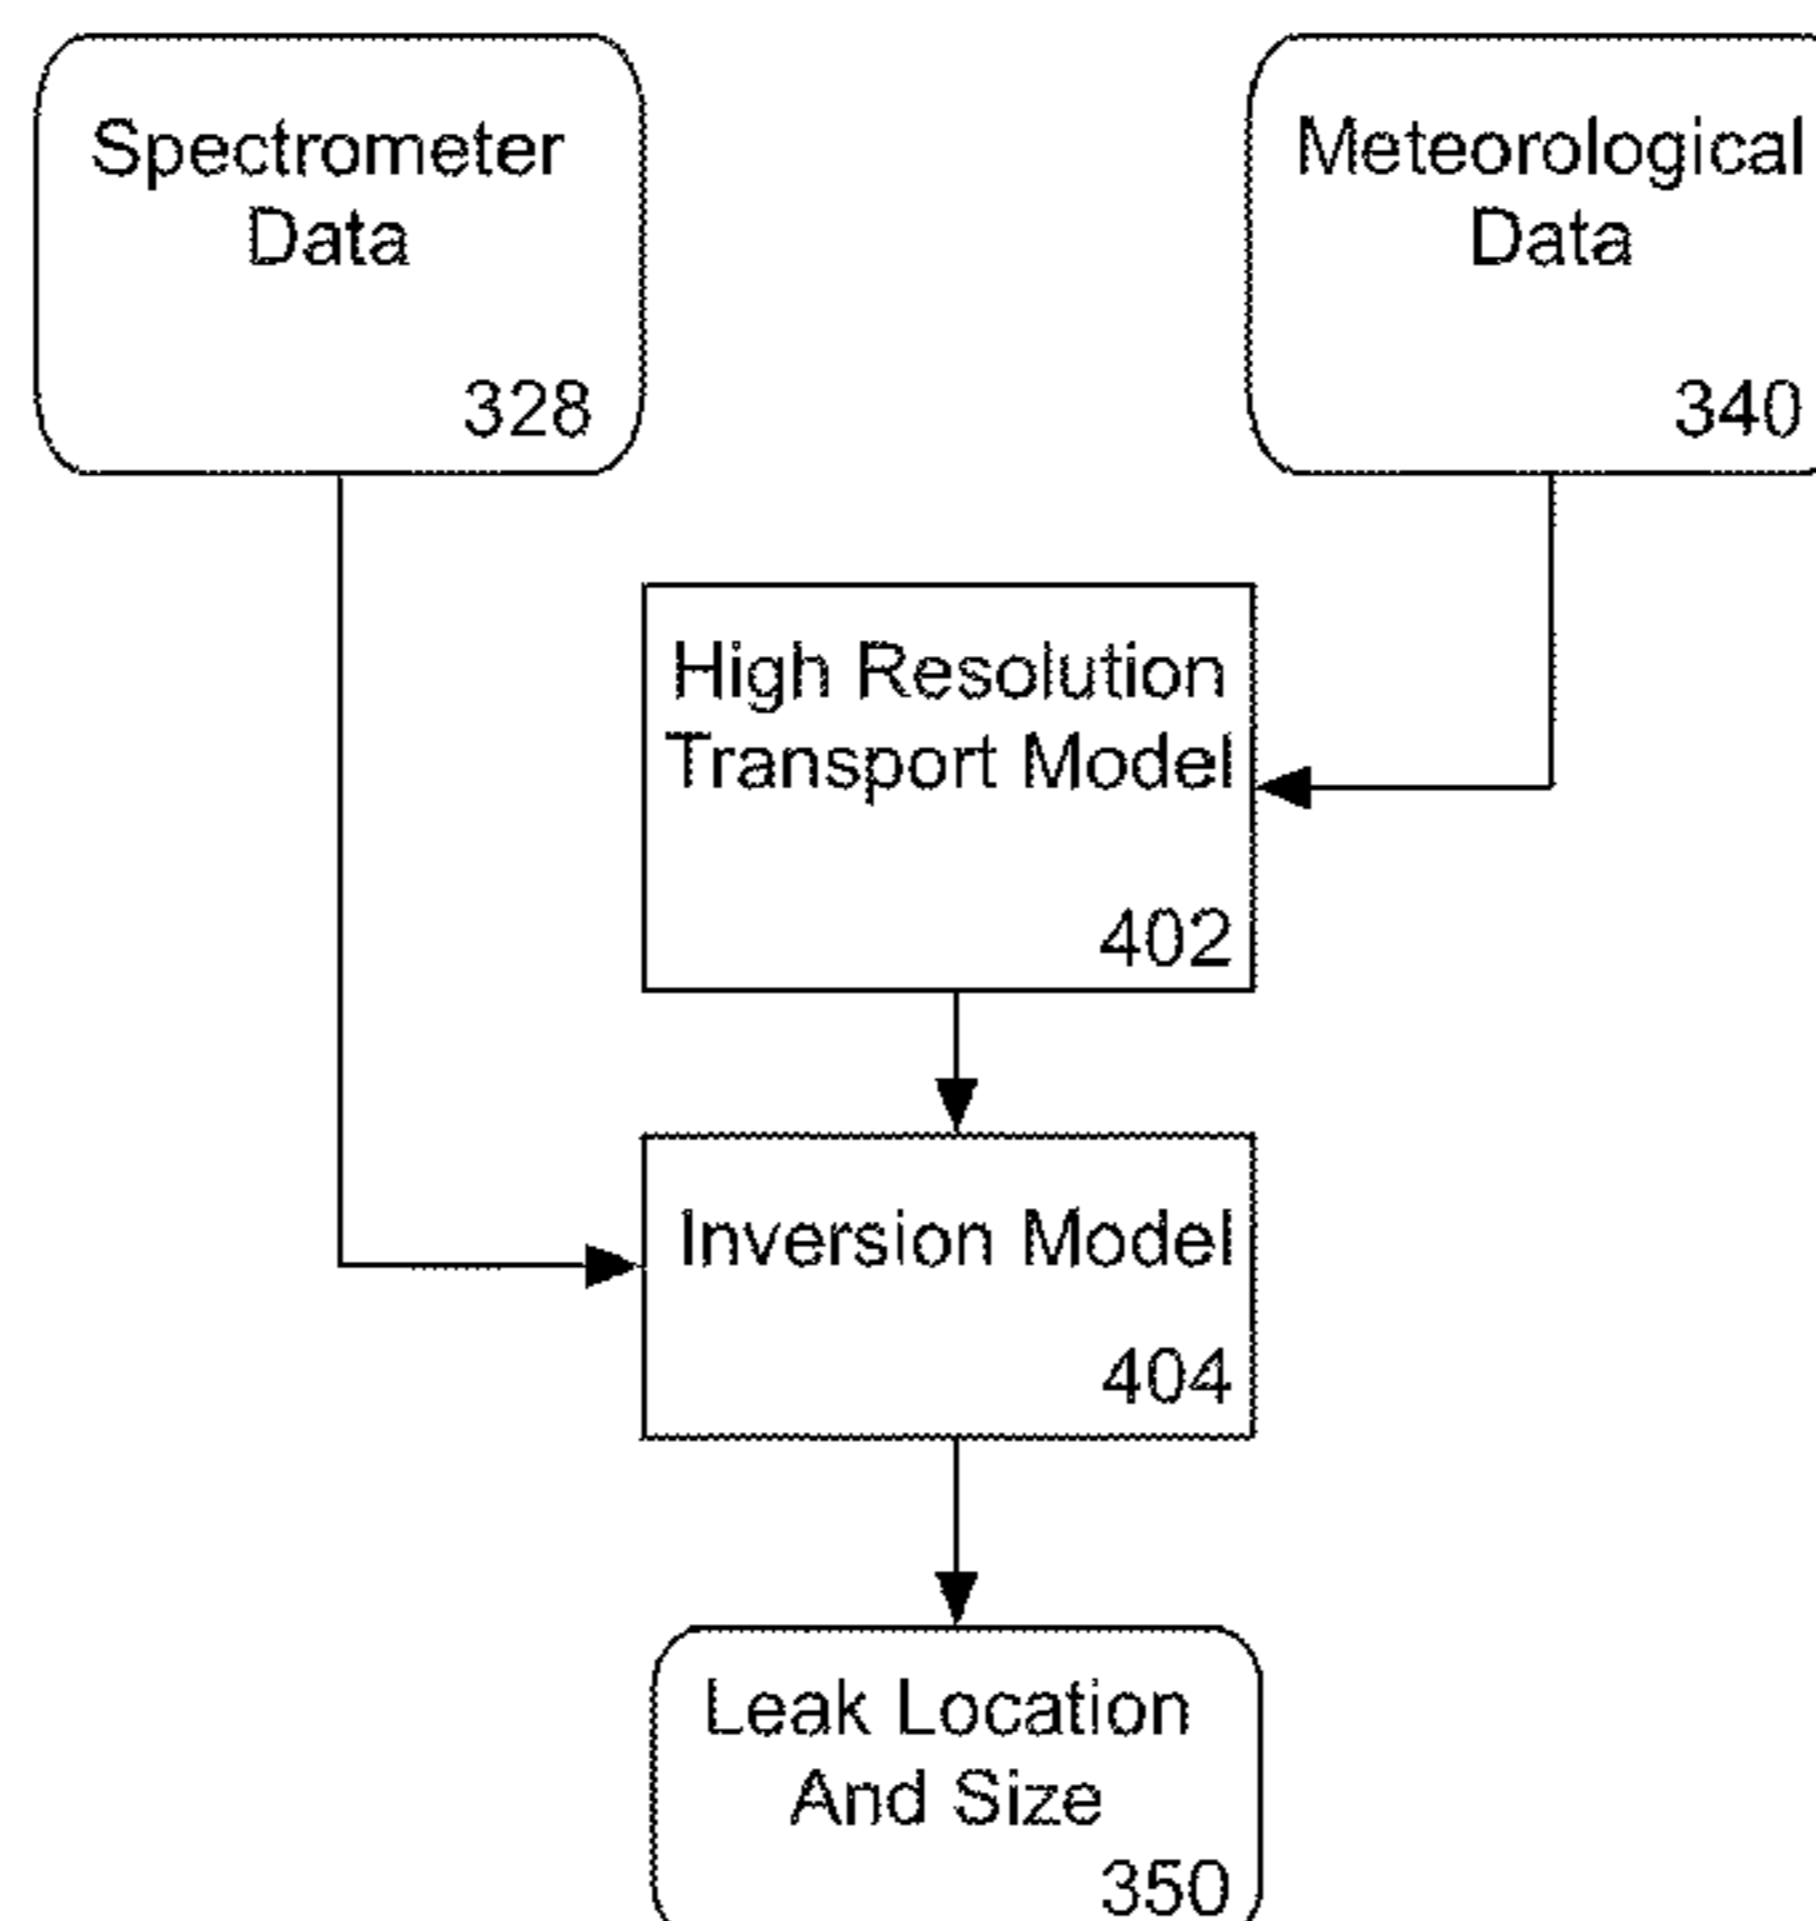 Spectrometer
Data
328
Meteorological
Data
340
High Resolution
Transport Model
402
Inversion Model
404
Leak Location
And Size
350